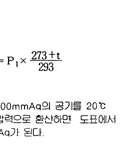 = P₁ × 273+t / 293
00mmAq의 공기를 20℃
압력으로 환산하면 도표에서
Aq가 된다.